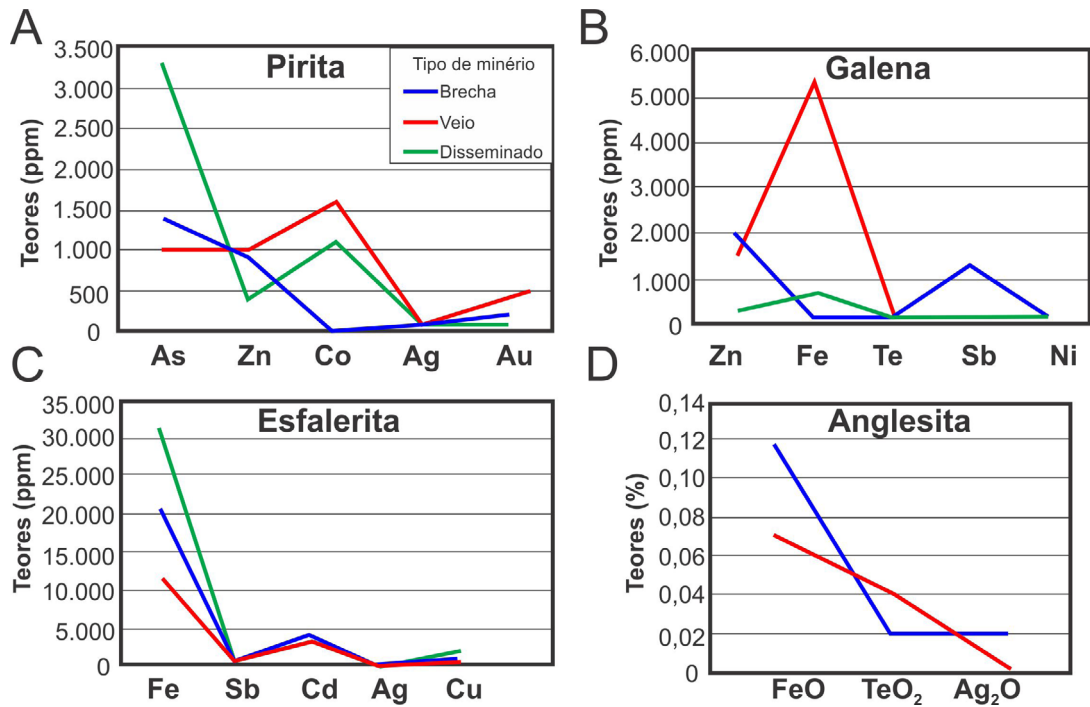 A
Pirita
Teores (ppm)
3.500
3.000
2.500
2.000
1.500
1.000
500
0
As Zn Co Ag Au
Tipo de minério
Brecha
Veio
Disseminado
B
Galena
Teores (ppm)
6.000
5.000
4.000
3.000
2.000
1.000
0
Zn Fe Te Sb Ni
C
Esfalerita
Teores (ppm)
35.000
30.000
25.000
20.000
15.000
10.000
5.000
0
Fe Sb Cd Ag Cu
D
Anglesita
Teores (%)
0,14
0,12
0,10
0,08
0,06
0,04
0,02
0
FeO TeO₂ Ag₂O